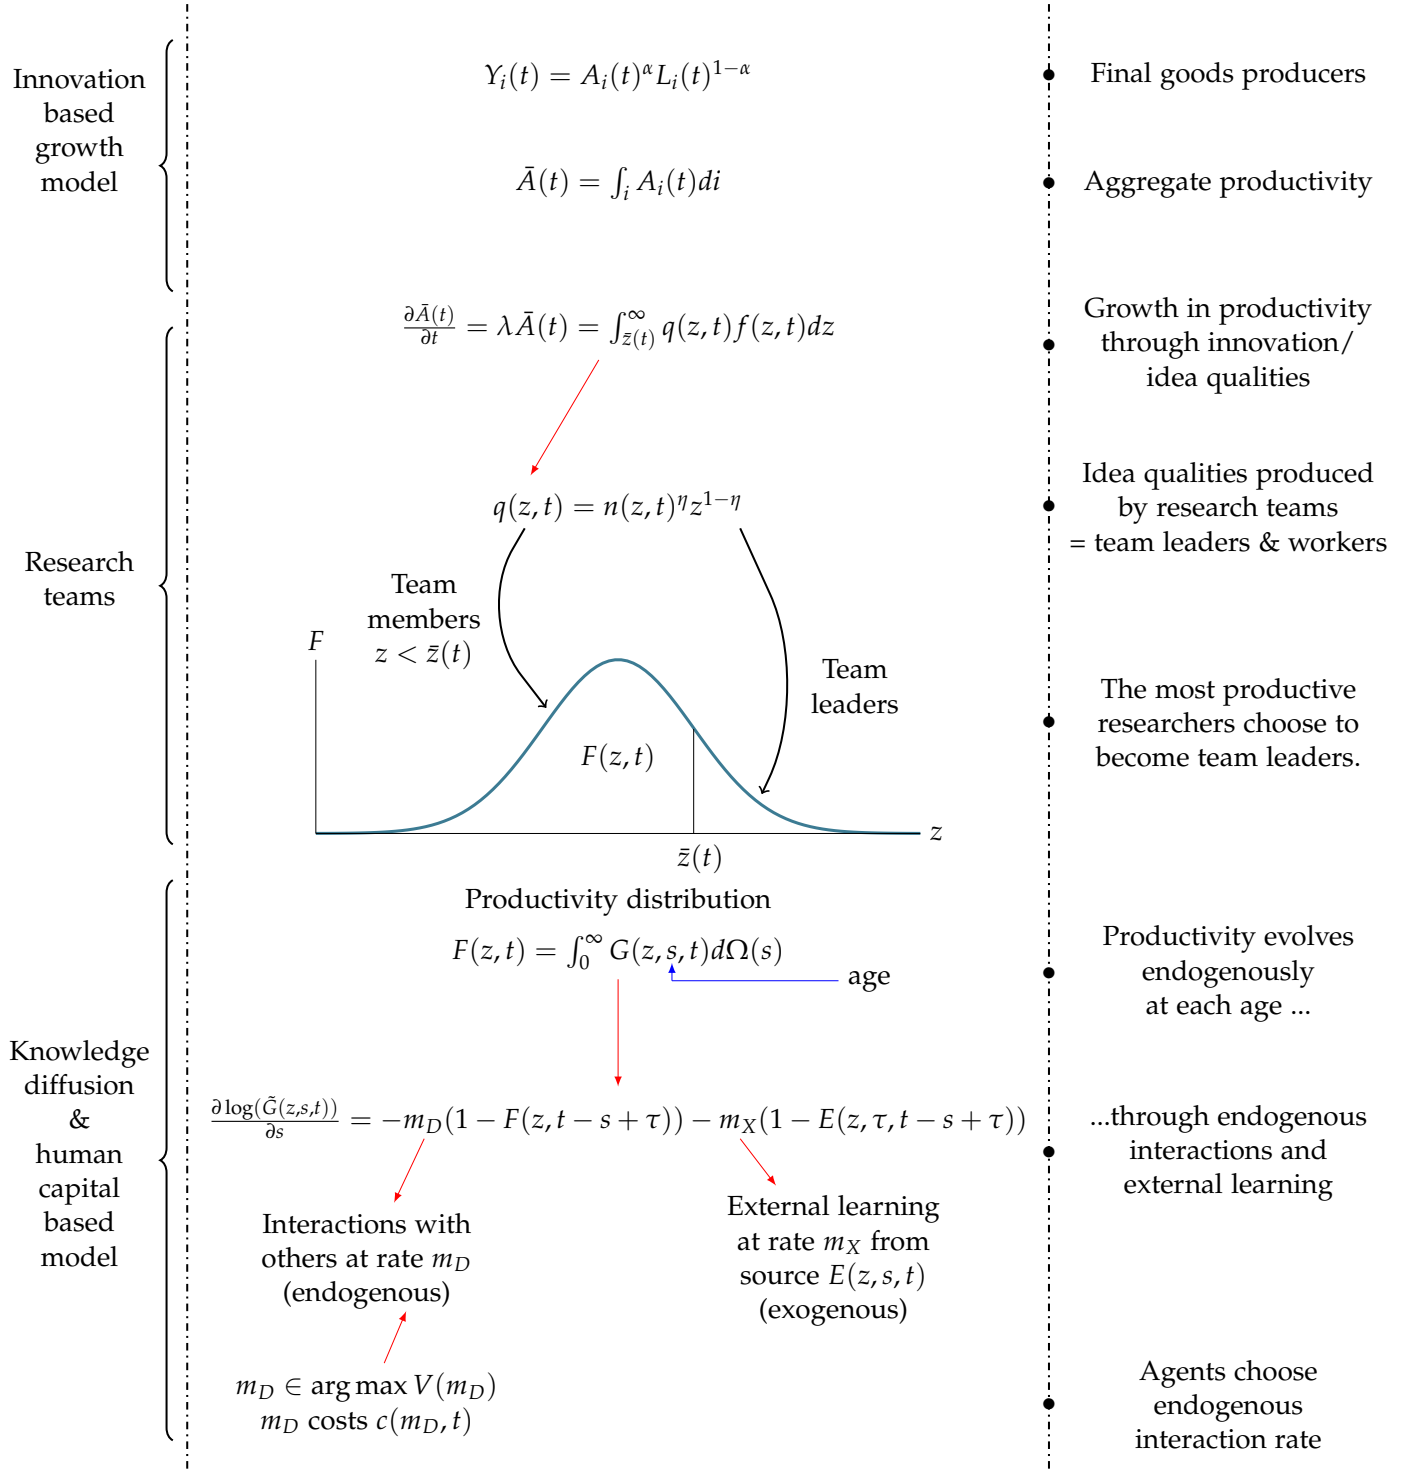 Innovation
based
growth
model
Y_i(t) = A_i(t)^α L_i(t)^{1−α}
Final goods producers
Ā(t) = ∫_i A_i(t)di
Aggregate productivity
∂Ā(t)/∂t = λĀ(t) = ∫_{z̄(t)}^∞ q(z, t) f(z, t)dz
Growth in productivity
through innovation/
idea qualities
Research
teams
q(z, t) = n(z, t)^η z^{1−η}
Idea qualities produced
by research teams
= team leaders & workers
Team
members
z < z̄(t)
Team
leaders
F
F(z, t)
z
z̄(t)
The most productive
researchers choose to
become team leaders.
Productivity distribution
F(z, t) = ∫_0^∞ G(z, s, t)dΩ(s)
age
Productivity evolves
endogenously
at each age ...
Knowledge
diffusion
&
human
capital
based
model
∂ log(G̃(z,s,t))/∂s = −m_D(1 − F(z, t − s + τ)) − m_X(1 − E(z, τ, t − s + τ))
...through endogenous
interactions and
external learning
Interactions with
others at rate m_D
(endogenous)
External learning
at rate m_X from
source E(z, s, t)
(exogenous)
m_D ∈ arg max V(m_D)
m_D costs c(m_D, t)
Agents choose
endogenous
interaction rate